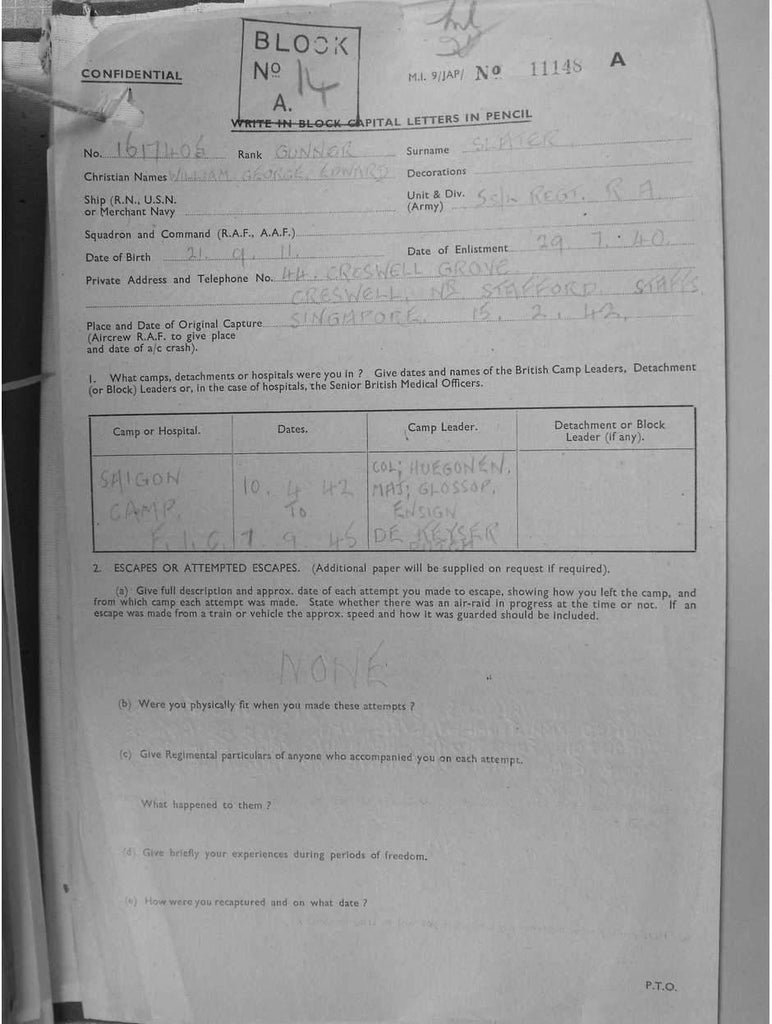 BLOCK
Nº 14
A.
CONFIDENTIAL
M.I. 9/JAP/ Nº 11148 A
WRITE IN BLOCK CAPITAL LETTERS IN PENCIL
No. Rank GUNNER Surname SLATER
Christian Names WILLIAM GEORGE EDWARD Decorations
Ship (R.N., U.S.N. or Merchant Navy
Unit & Div. (Army) REGT. R A.
Squadron and Command (R.A.F., A.A.F.)
Date of Birth 21. 9. 11. Date of Enlistment 29. 7. 40.
Private Address and Telephone No. 44. CRESWELL GROVE
CRESWELL, NR STAFFORD. STAFFS.
Place and Date of Original Capture SINGAPORE. 15. 2. 42.
(Aircrew R.A.F. to give place
and date of a/c crash).
1. What camps, detachments or hospitals were you in ? Give dates and names of the British Camp Leaders, Detachment
(or Block) Leaders or, in the case of hospitals, the Senior British Medical Officers.
Camp or Hospital. Dates. Camp Leader. Detachment or Block Leader (if any).
SAIGON CAMP. F.I.C.
10. 4 42 TO 7. 9. 45
COL; HUEGONEN.
MAJ; GLOSSOP.
ENSIGN
DE KEYSER
DUTCH
2. ESCAPES OR ATTEMPTED ESCAPES. (Additional paper will be supplied on request if required).
(a) Give full description and approx. date of each attempt you made to escape, showing how you left the camp, and
from which camp each attempt was made. State whether there was an air-raid in progress at the time or not. If an
escape was made from a train or vehicle the approx. speed and how it was guarded should be included.
NONE
(b) Were you physically fit when you made these attempts ?
(c) Give Regimental particulars of anyone who accompanied you on each attempt.
What happened to them ?
(d) Give briefly your experiences during periods of freedom.
(e) How were you recaptured and on what date ?
P.T.O.